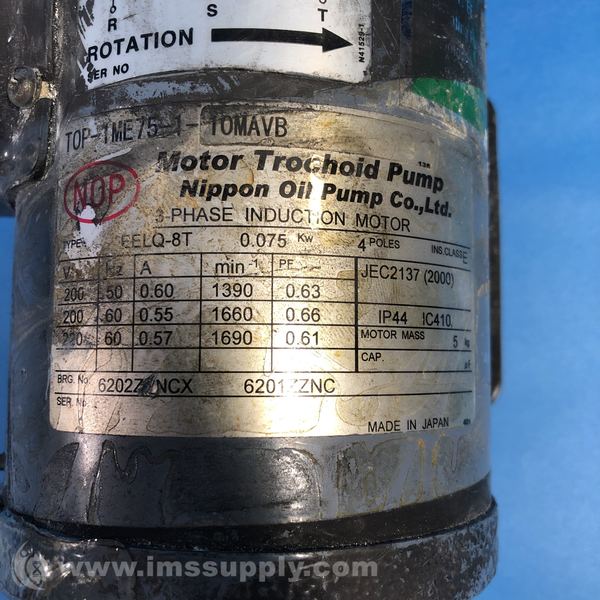 R S T
ROTATION
SER NO
N41529-1
TOP-1ME75-1-10MAVB
NOP
Motor Trochoid Pump
Nippon Oil Pump Co.,Ltd.
3-PHASE INDUCTION MOTOR
TYPE EELQ-8T 0.075 Kw 4 POLES INS.CLASS E
V Hz A min⁻¹ PF JEC2137 (2000)
200 50 0.60 1390 0.63
200 60 0.55 1660 0.66 IP44 IC410
220 60 0.57 1690 0.61 MOTOR MASS 5 kg
CAP. μF
BRG. No 6202ZZNCX 6201ZZNC
SER. No
MADE IN JAPAN
www.imssupply.com